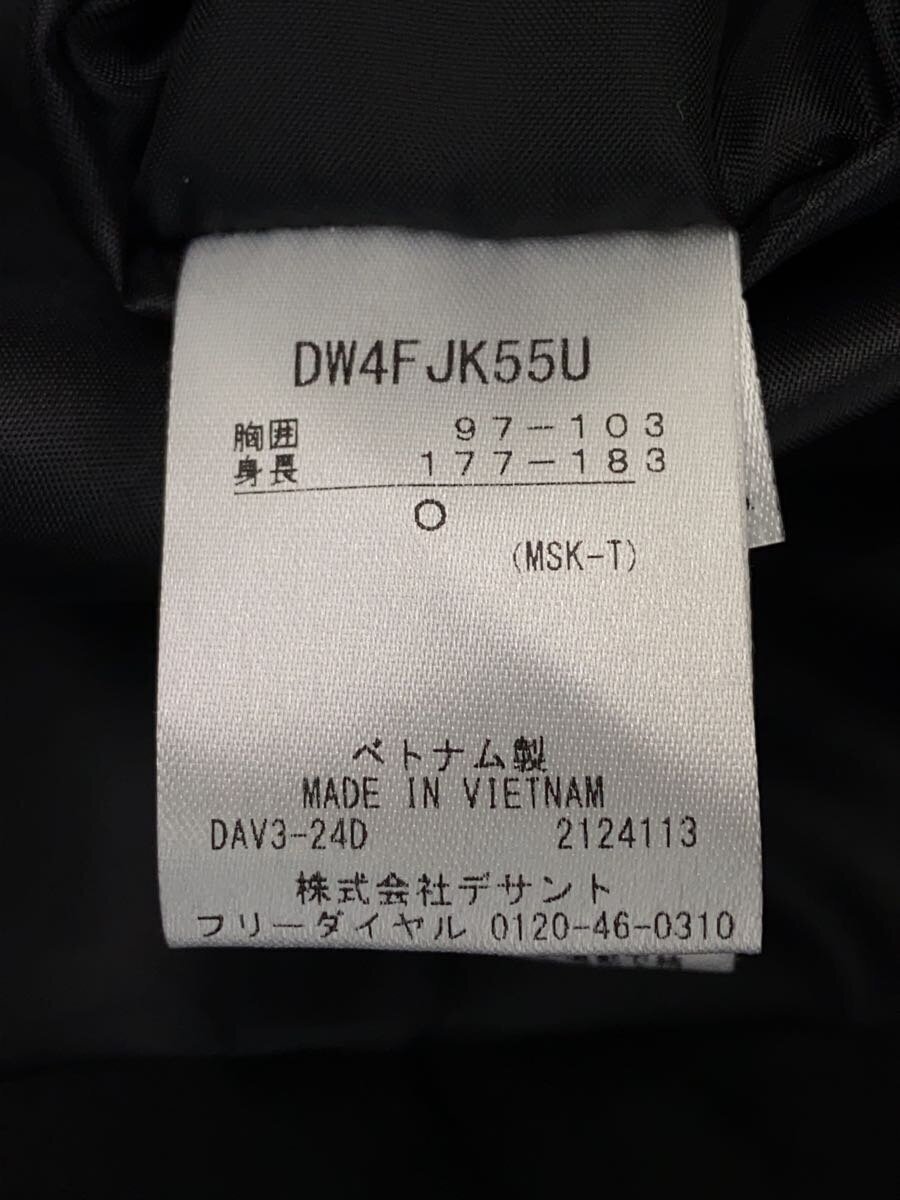 DW4FJK55U
胸囲 97-103
身長 177-183
O
(MSK-T)
ベトナム製
MADE IN VIETNAM
DAV3-24D 2124113
株式会社デサント
フリーダイヤル 0120-46-0310